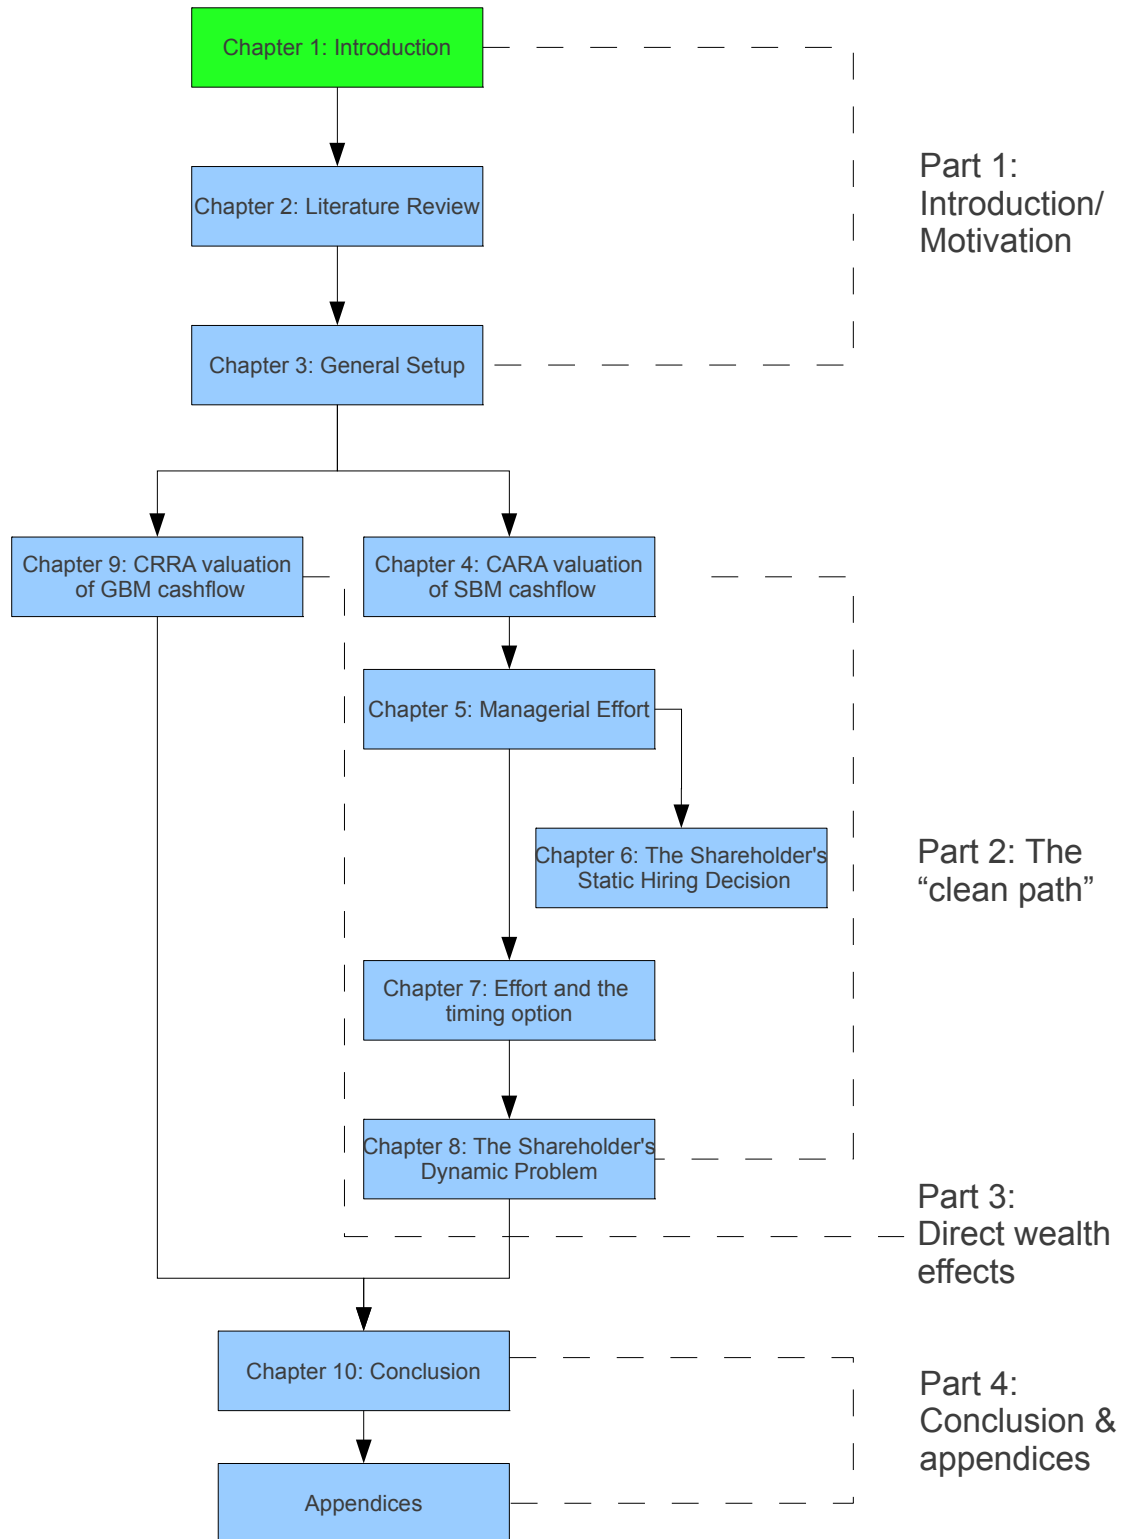 Chapter 1: Introduction
Part 1:
Introduction/
Motivation
Chapter 2: Literature Review
Chapter 3: General Setup
Chapter 9: CRRA valuation
of GBM cashflow
Chapter 4: CARA valuation
of SBM cashflow
Chapter 5: Managerial Effort
Chapter 6: The Shareholder's
Static Hiring Decision
Part 2: The
“clean path”
Chapter 7: Effort and the
timing option
Chapter 8: The Shareholder's
Dynamic Problem
Part 3:
Direct wealth
effects
Chapter 10: Conclusion
Part 4:
Conclusion &
appendices
Appendices